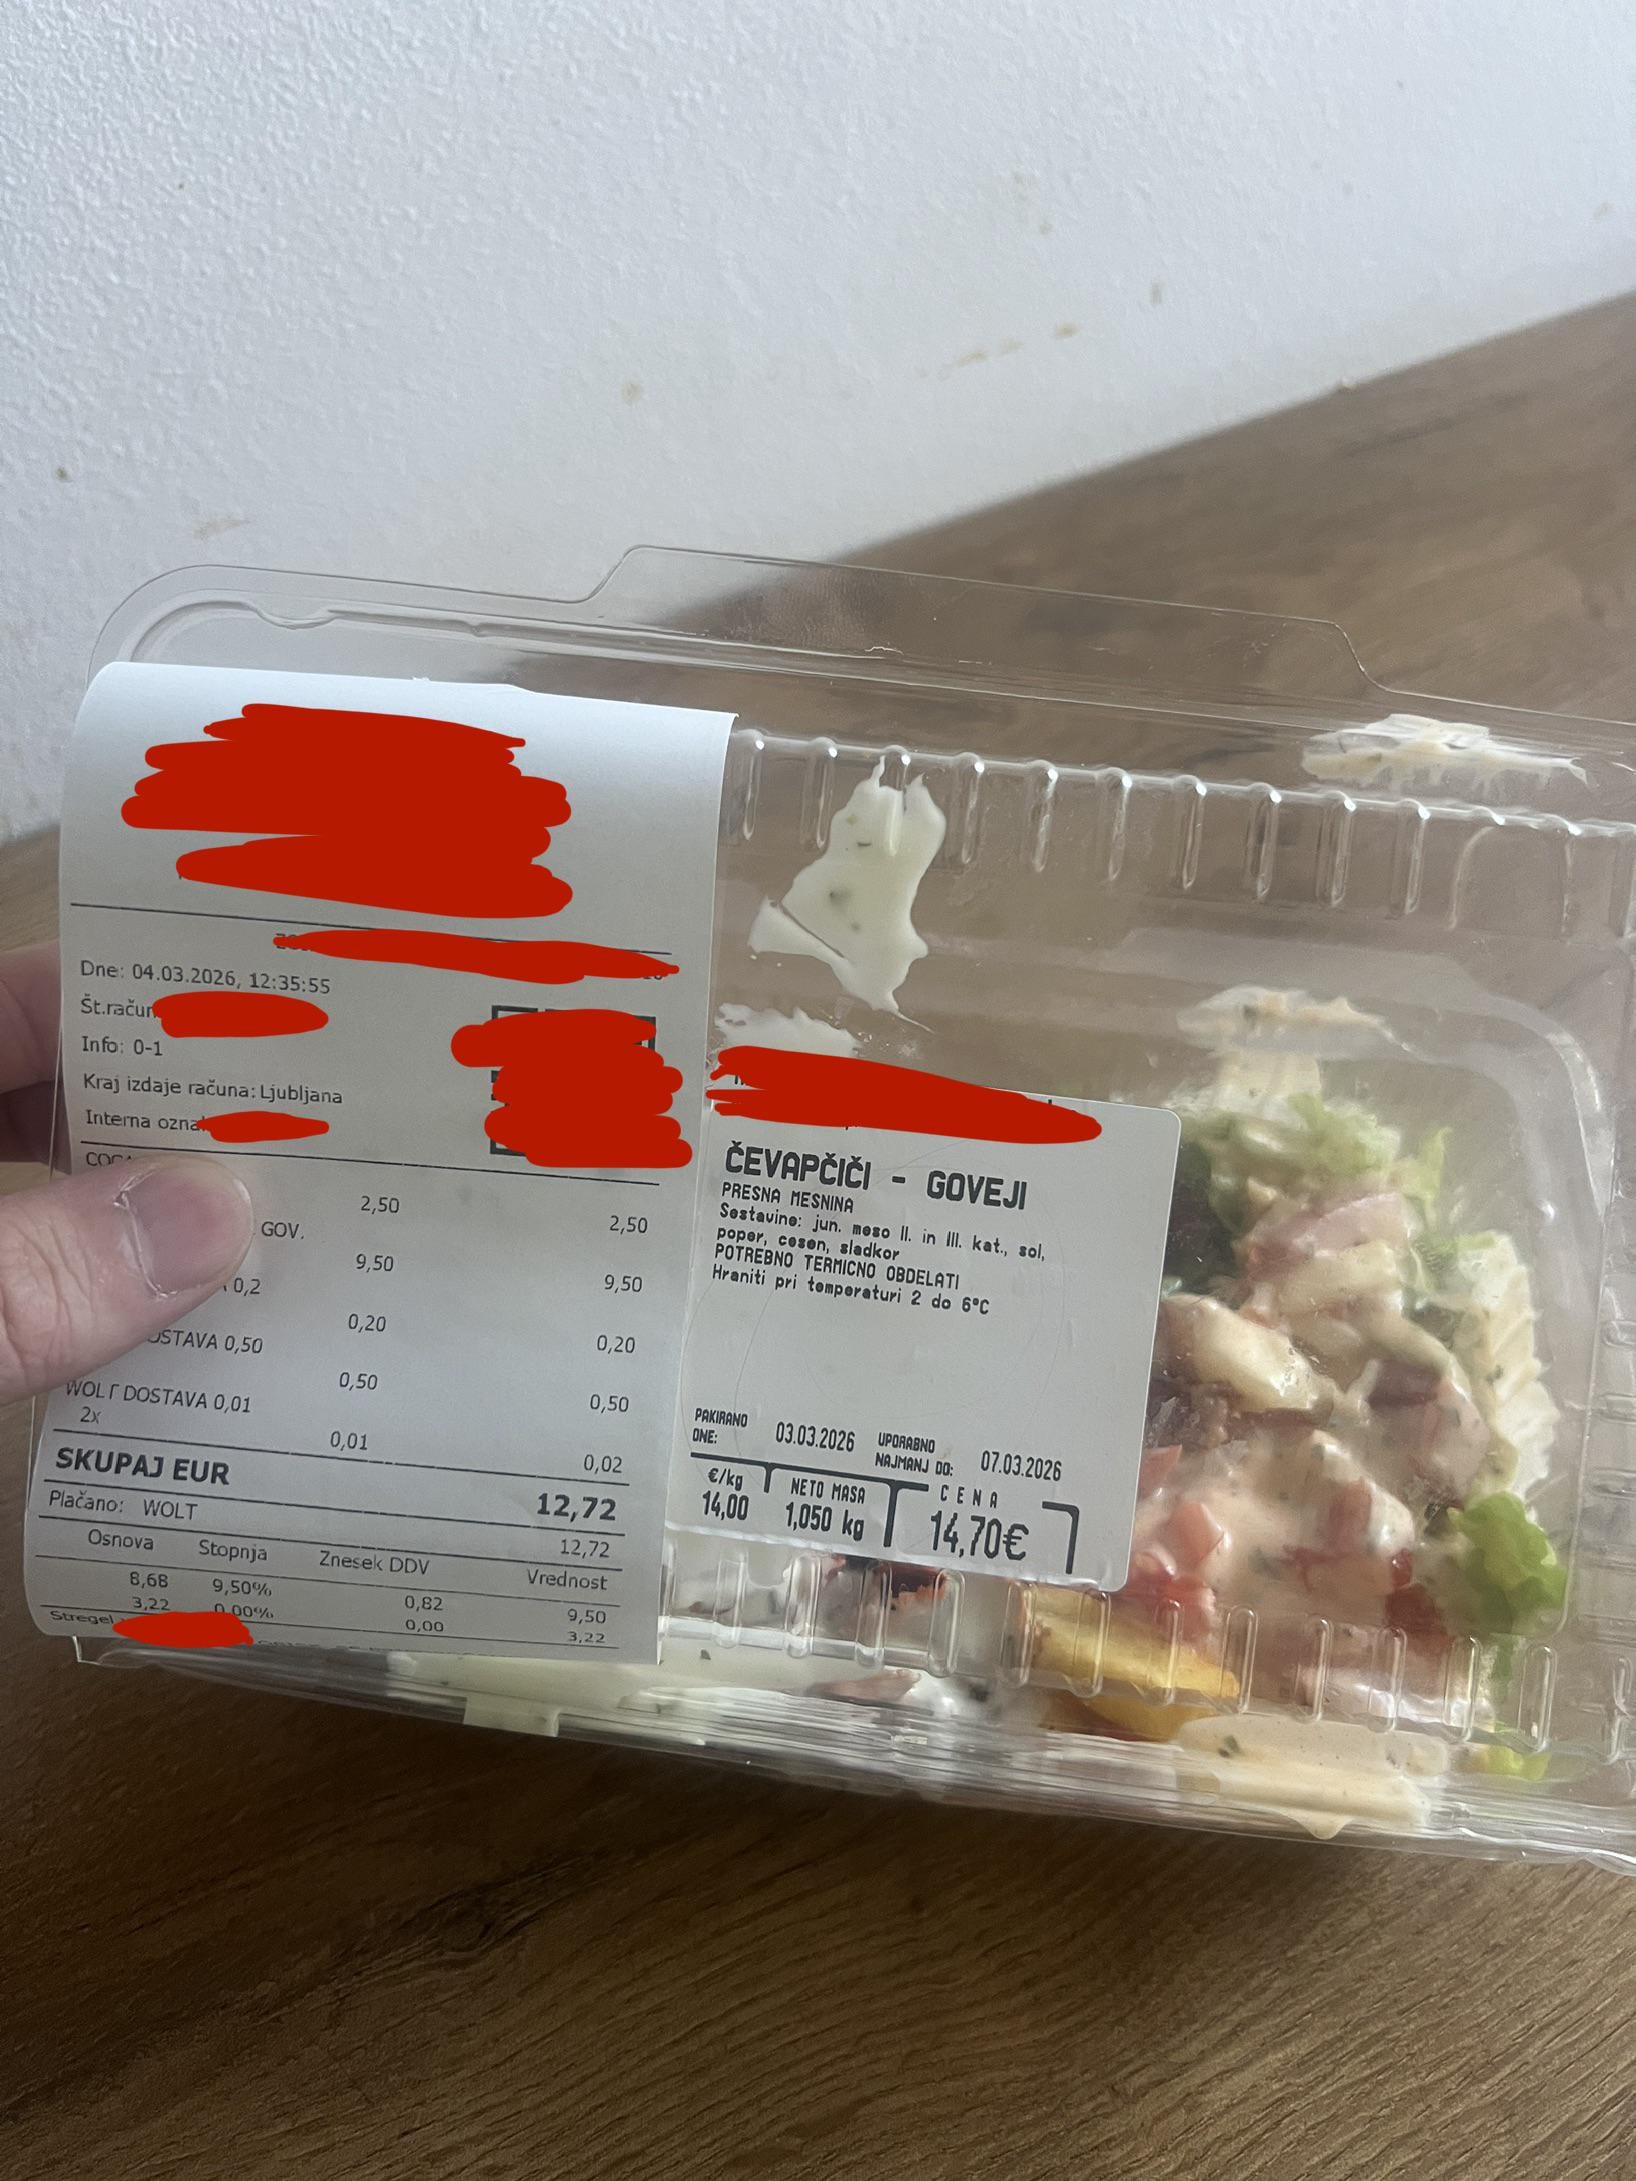 Dne: 04.03.2026, 12:35:55
Št.račun
Info: 0-1
Kraj izdaje računa: Ljubljana
Interna ozna
2,50 2,50
GOV.
9,50 9,50
0,2
0,20 0,20
OSTAVA 0,50
0,50 0,50
WOLT DOSTAVA 0,01
2x 0,01 0,02
SKUPAJ EUR 12,72
Plačano: WOLT 12,72
Osnova Stopnja Znesek DDV Vrednost
8,68 9,50% 0,82 9,50
3,22 0,00% 0,00 3,22
Stregel
ČEVAPČIČI - GOVEJI
PRESNA MESNINA
Sestavine: jun. meso II. in III. kat., sol,
poper, cesen, sladkor
POTREBNO TERMICNO OBDELATI
Hraniti pri temperaturi 2 do 6°C
PAKIRANO
DNE: 03.03.2026
UPORABNO
NAJMANJ DO: 07.03.2026
€/kg NETO MASA CENA
14,00 1,050 kg 14,70€